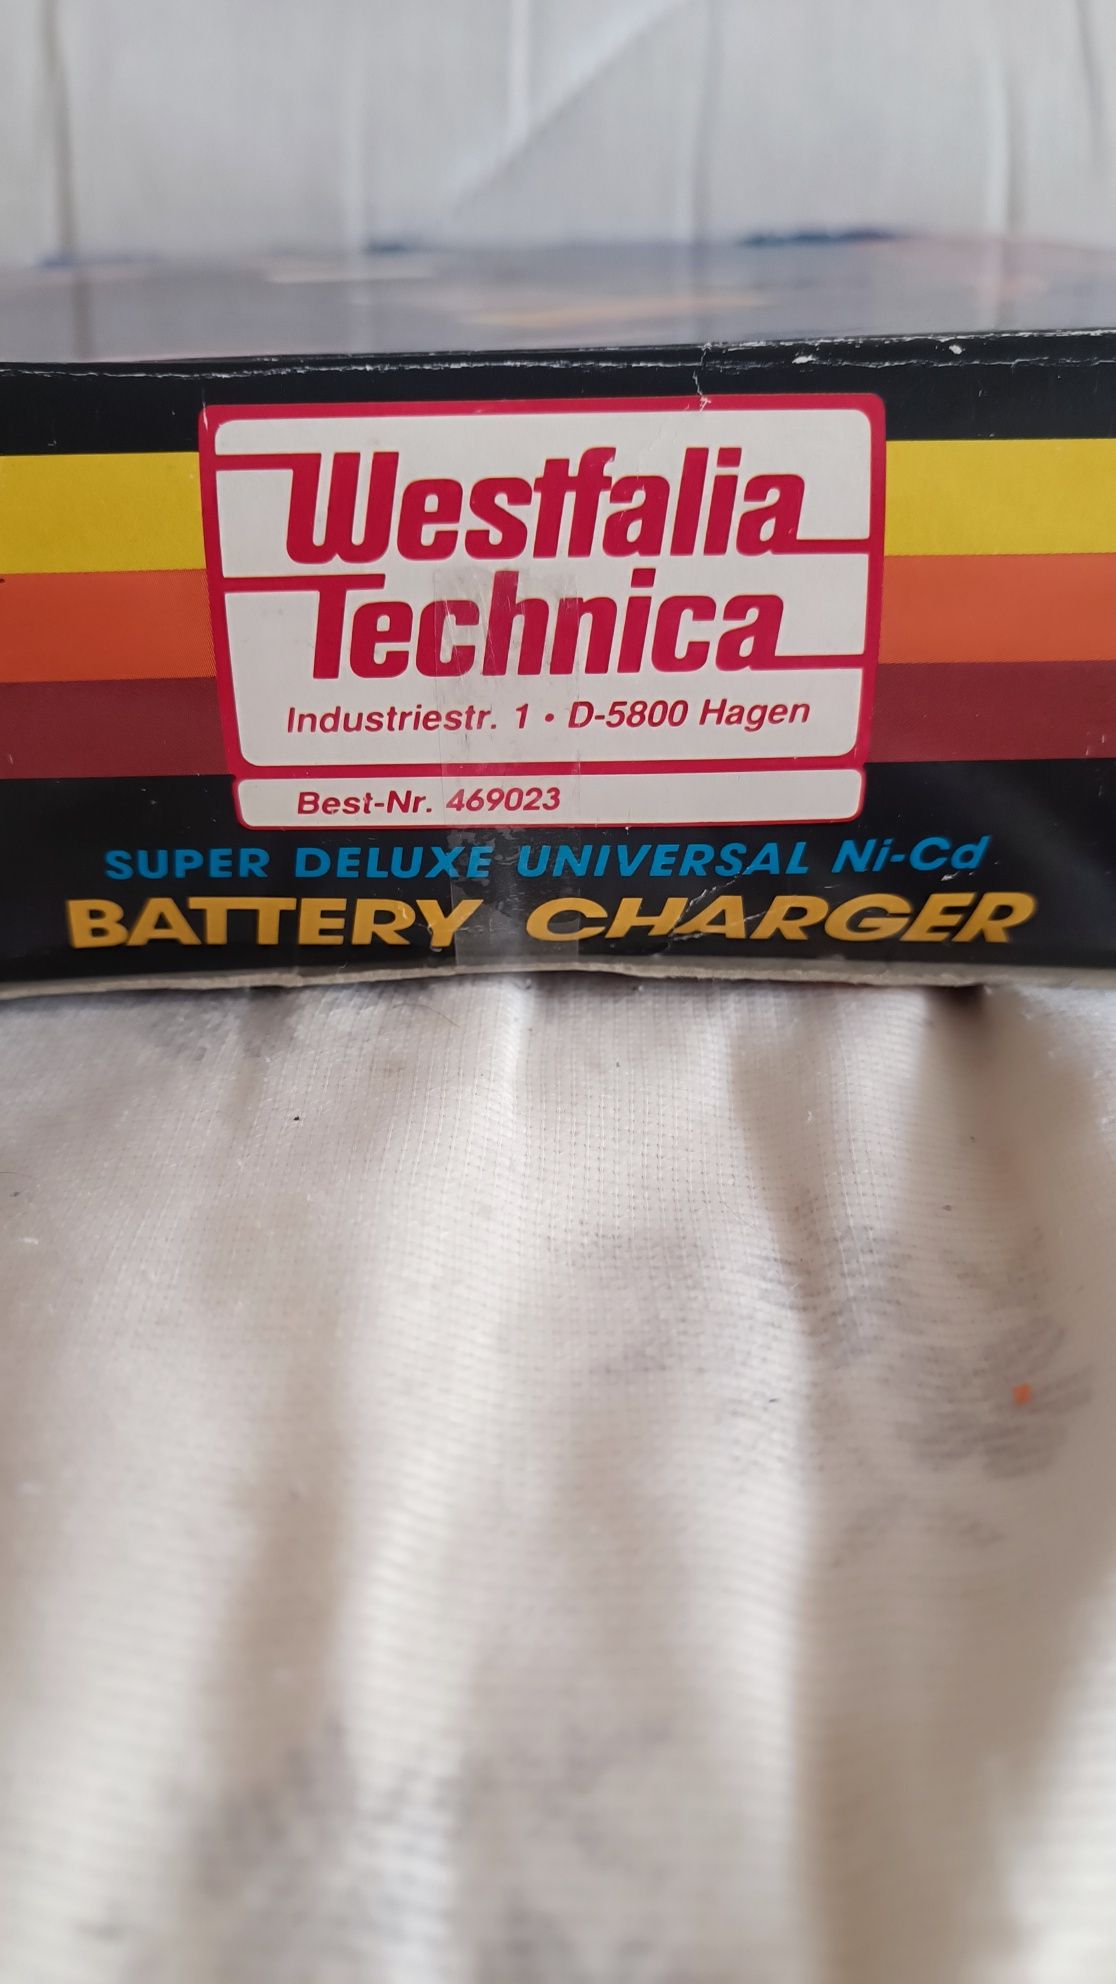 Westfalia
Technica
Industriestr. 1 • D-5800 Hagen
Best-Nr. 469023
SUPER DELUXE UNIVERSAL Ni-Cd
BATTERY CHARGER